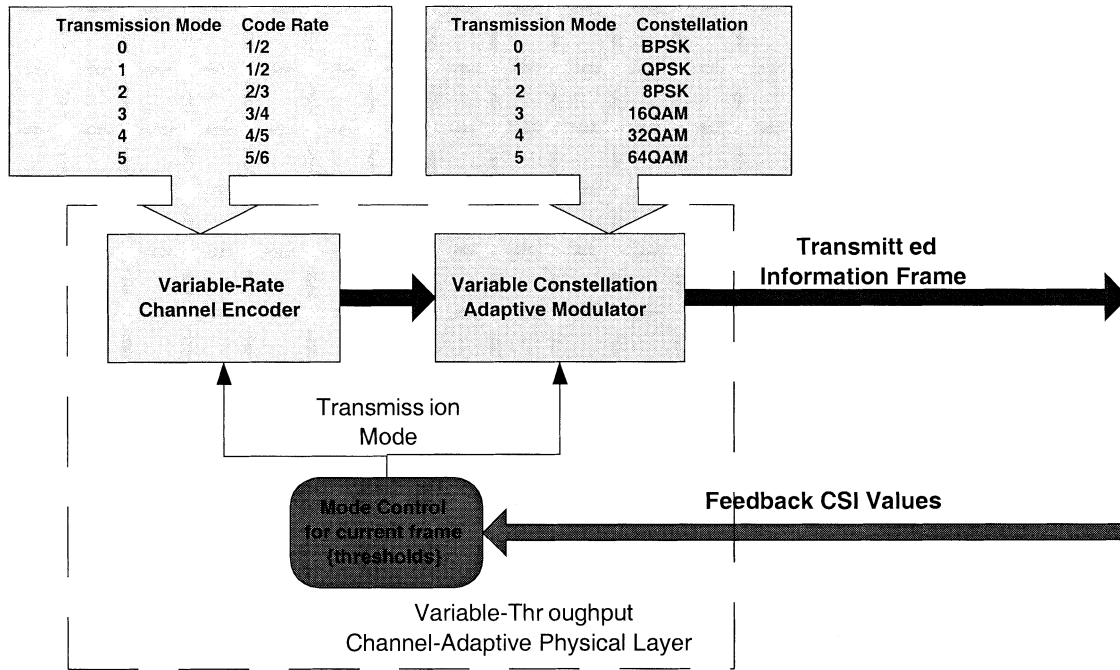 Transmission Mode Code Rate
0 1/2
1 1/2
2 2/3
3 3/4
4 4/5
5 5/6
Transmission Mode Constellation
0 BPSK
1 QPSK
2 8PSK
3 16QAM
4 32QAM
5 64QAM
Variable-Rate
Channel Encoder
Variable Constellation
Adaptive Modulator
Transmitt ed
Information Frame
Transmiss ion
Mode
Mode Control
for current frame
(thresholds)
Feedback CSI Values
Variable-Thr oughput
Channel-Adaptive Physical Layer